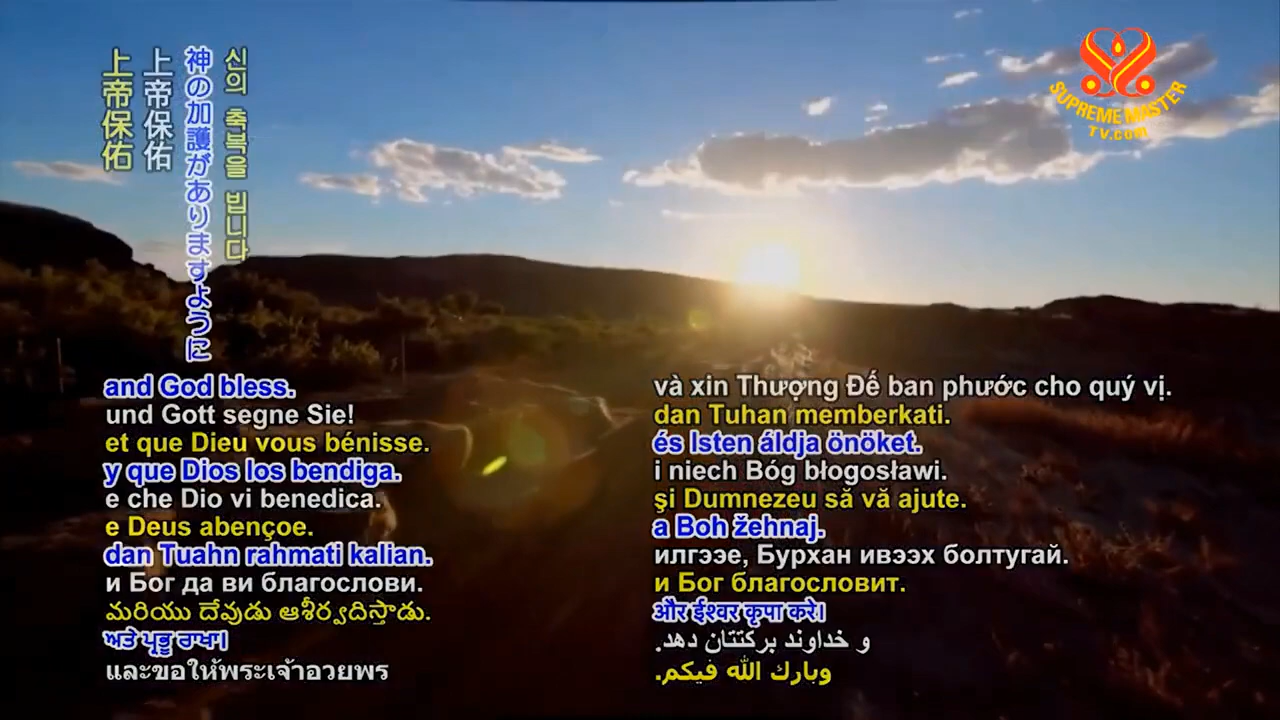 上帝保佑
上帝保佑
神の加護がありますように
신의 축복을 빕니다
SUPREME MASTER
TV.COM
and God bless.
und Gott segne Sie!
et que Dieu vous bénisse.
y que Dios los bendiga.
e che Dio vi benedica.
e Deus abençoe.
dan Tuahn rahmati kalian.
и Бог да ви благослови.
మరియు దేవుడు ఆశీర్వదిస్తాడు.
ਅਤੇ ਪ੍ਰਭੂ ਰਾਖਾ।
และขอให้พระเจ้าอวยพร
và xin Thượng Đế ban phước cho quý vị.
dan Tuhan memberkati.
és Isten áldja önöket.
i niech Bóg błogosławi.
şi Dumnezeu să vă ajute.
a Boh žehnaj.
илгээе, Бурхан ивээх болтугай.
и Бог благословит.
और ईश्वर कृपा करे।
و خداوند برکتتان دهد.
وبارك الله فيكم.